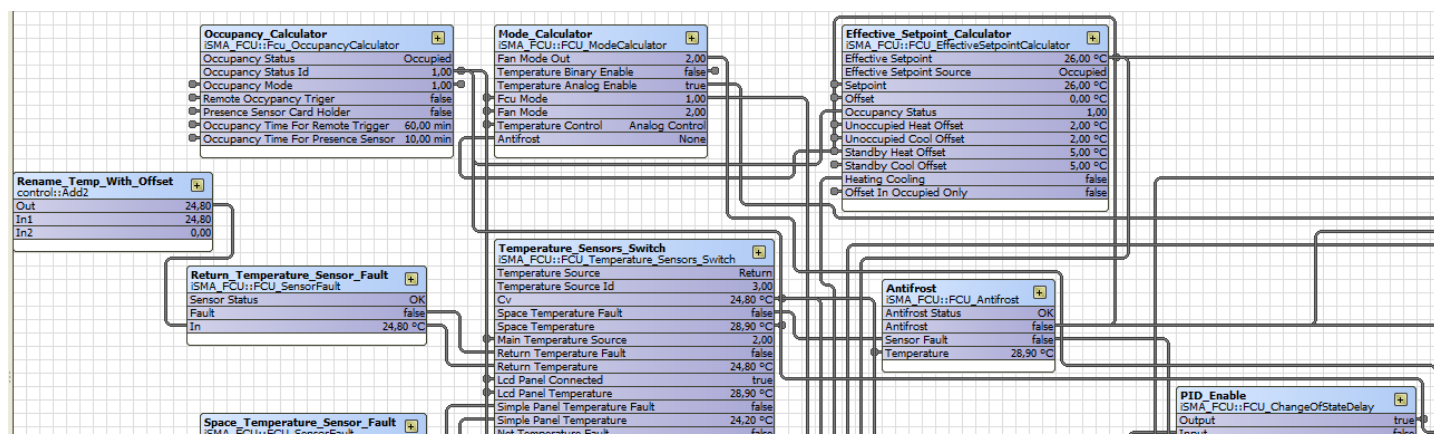 Occupancy_Calculator
iSMA_FCU::Fcu_OccupancyCalculator
Occupancy Status Occupied
Occupancy Status Id 1,00
Occupancy Mode 1,00
Remote Occypancy Triger false
Presence Sensor Card Holder false
Occupancy Time For Remote Trigger 60,00 min
Occupancy Time For Presence Sensor 10,00 min
Mode_Calculator
iSMA_FCU::FCU_ModeCalculator
Fan Mode Out 2,00
Temperature Binary Enable false
Temperature Analog Enable true
Fcu Mode 1,00
Fan Mode 2,00
Temperature Control Analog Control
Antifrost None
Effective_Setpoint_Calculator
iSMA_FCU::FCU_EffectiveSetpointCalculator
Effective Setpoint 26,00 °C
Effective Setpoint Source Occupied
Setpoint 26,00 °C
Offset 0,00 °C
Occupancy Status 1,00
Unoccupied Heat Offset 2,00 °C
Unoccupied Cool Offset 2,00 °C
Standby Heat Offset 5,00 °C
Standby Cool Offset 5,00 °C
Heating Cooling false
Offset In Occupied Only false
Rename_Temp_With_Offset
control::Add2
Out 24,80
In1 24,80
In2 0,00
Return_Temperature_Sensor_Fault
iSMA_FCU::FCU_SensorFault
Sensor Status OK
Fault false
In 24,80 °C
Temperature_Sensors_Switch
iSMA_FCU::FCU_Temperature_Sensors_Switch
Temperature Source Return
Temperature Source Id 3,00
Cv 24,80 °C
Space Temperature Fault false
Space Temperature 28,90 °C
Main Temperature Source 2,00
Return Temperature Fault false
Return Temperature 24,80 °C
Lcd Panel Connected true
Lcd Panel Temperature 28,90 °C
Simple Panel Temperature Fault false
Simple Panel Temperature 24,20 °C
Net Temperature Fault false
Antifrost
iSMA_FCU::FCU_Antifrost
Antifrost Status OK
Antifrost false
Sensor Fault false
Temperature 28,90 °C
PID_Enable
iSMA_FCU::FCU_ChangeOfStateDelay
Output true
Input false
Space_Temperature_Sensor_Fault
iSMA_FCU::FCU_SensorFault